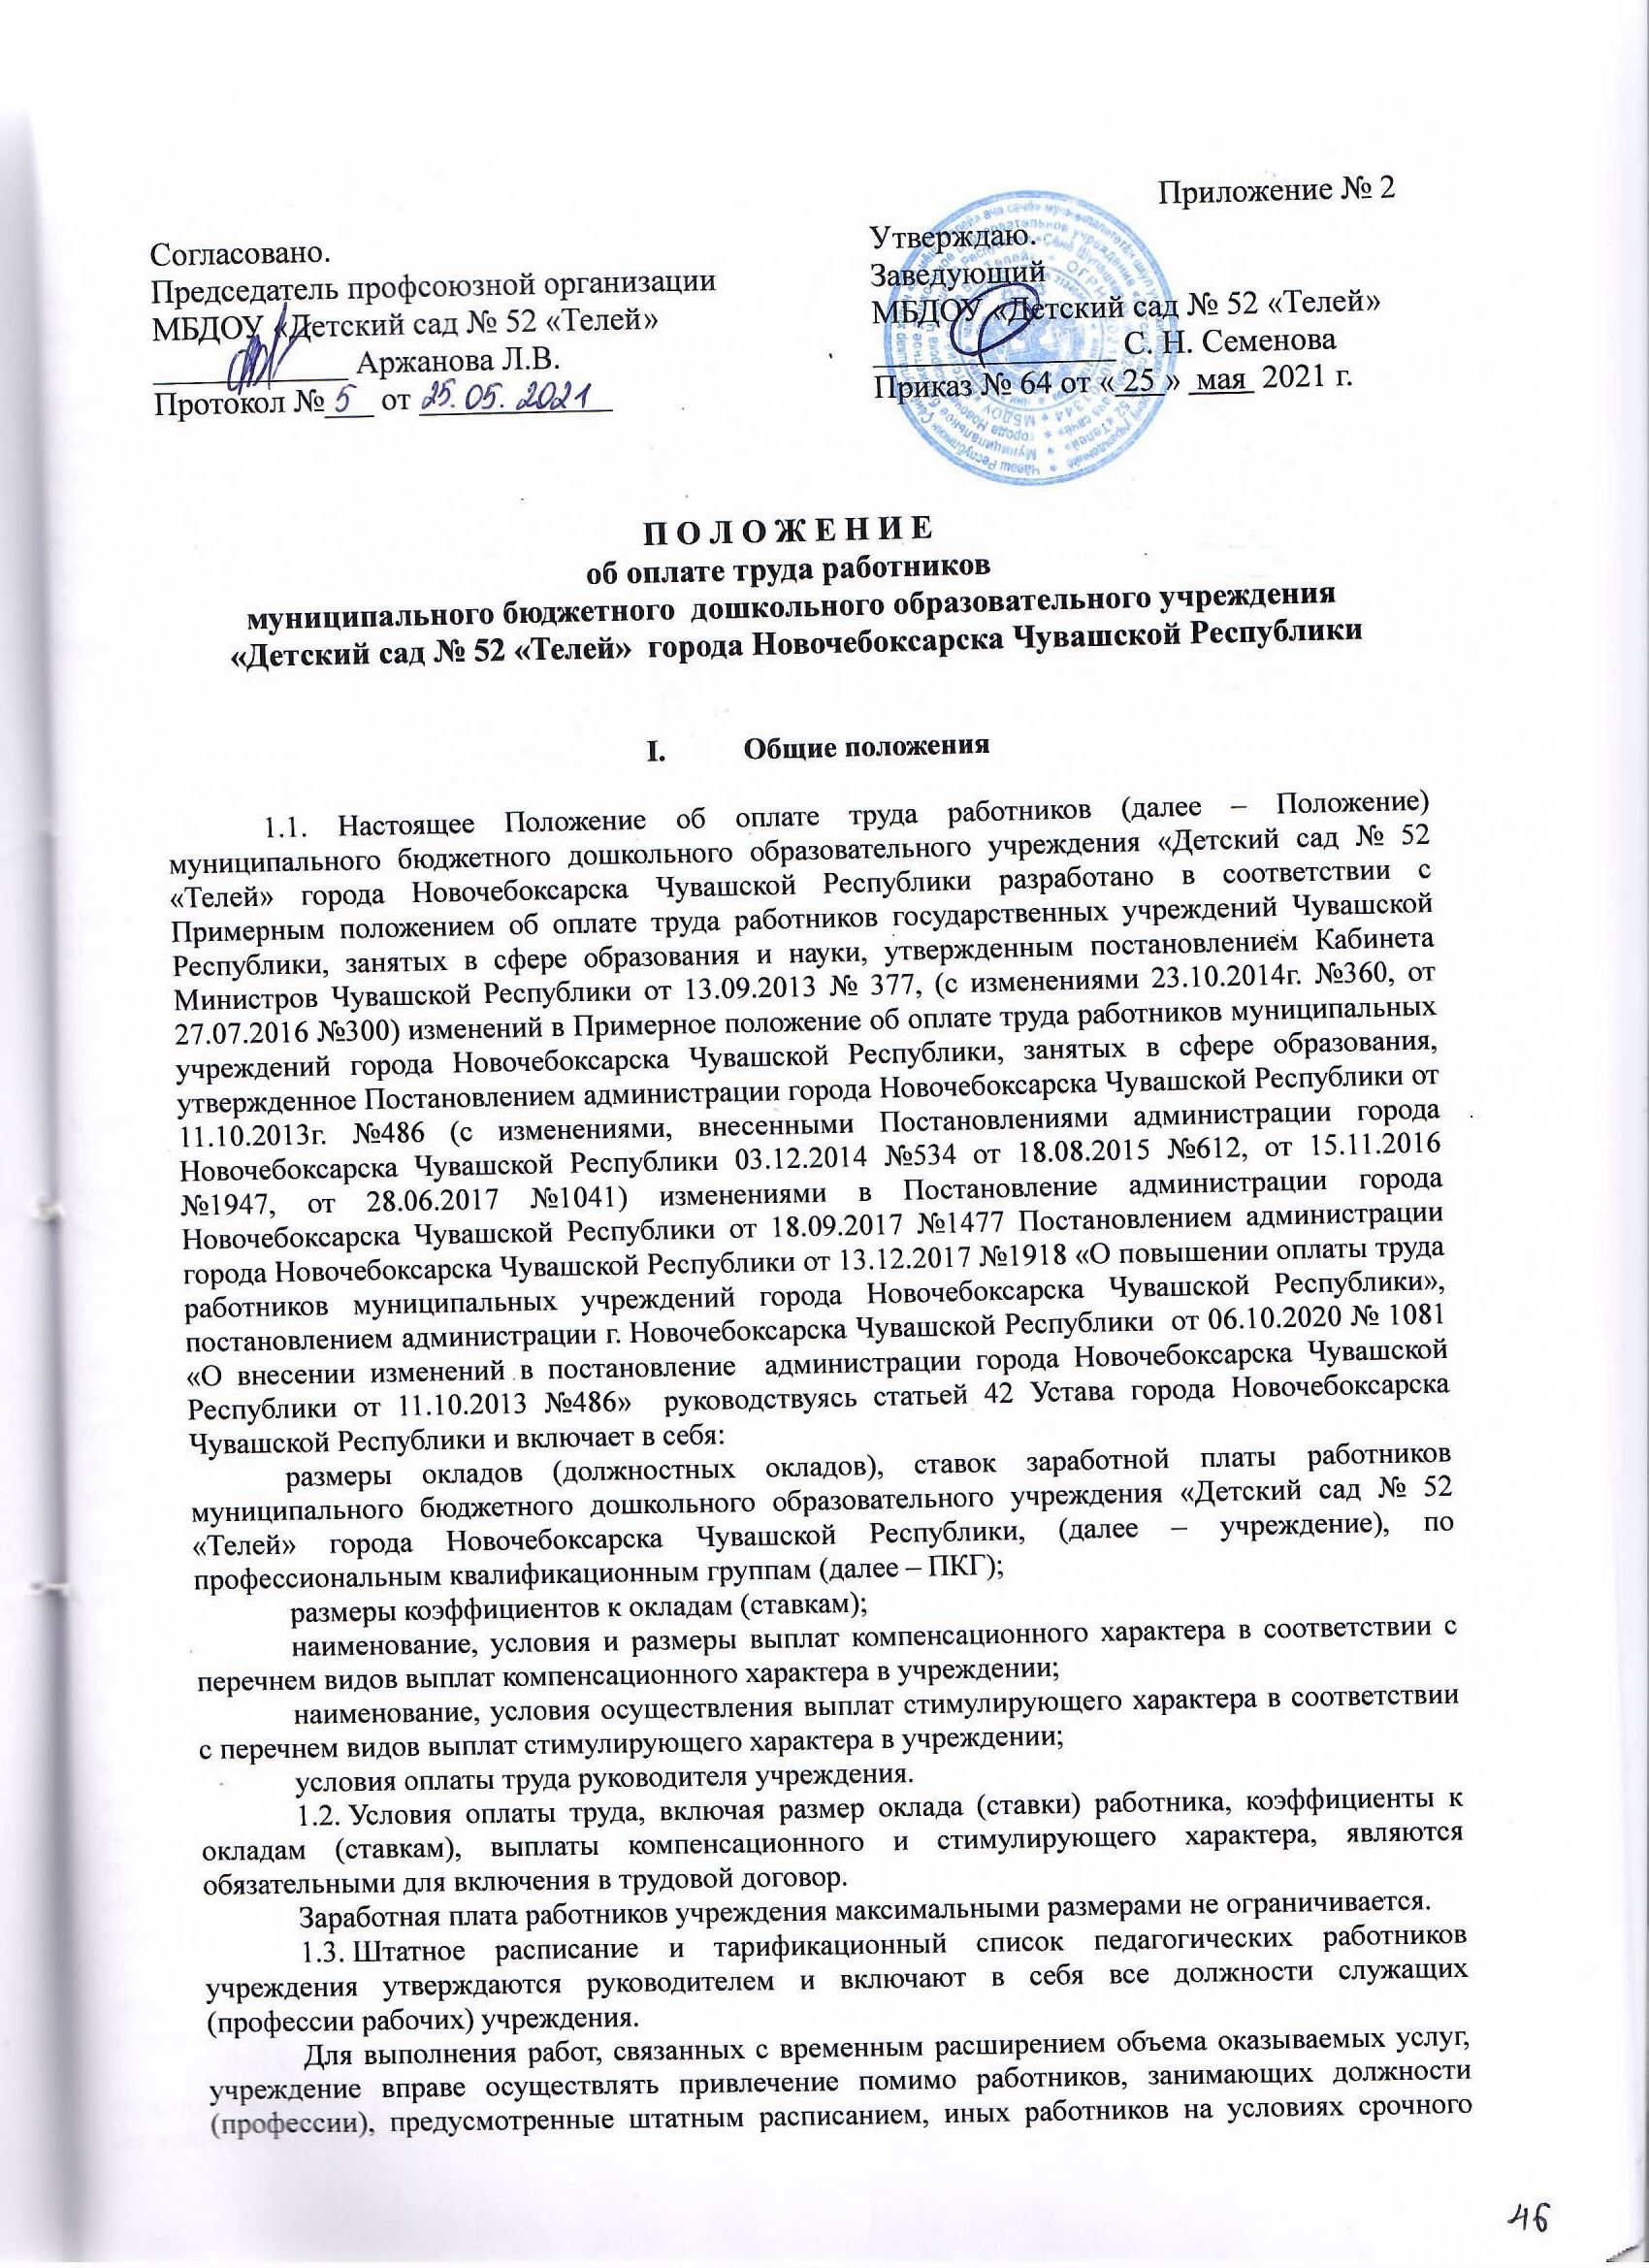 Приложение № 2
Согласовано.
Председатель профсоюзной организации
МБДОУ «Детский сад № 52 «Телей»
______________ Аржанова Л.В.
Протокол № 5 от 25.05.2021
Утверждаю.
Заведующий
МБДОУ «Детский сад № 52 «Телей»
_________________ С. Н. Семенова
Приказ № 64 от « 25 » мая 2021 г.
П О Л О Ж Е Н И Е
об оплате труда работников
муниципального бюджетного дошкольного образовательного учреждения
«Детский сад № 52 «Телей» города Новочебоксарска Чувашской Республики
I. Общие положения
1.1. Настоящее Положение об оплате труда работников (далее – Положение)
муниципального бюджетного дошкольного образовательного учреждения «Детский сад № 52
«Телей» города Новочебоксарска Чувашской Республики разработано в соответствии с
Примерным положением об оплате труда работников государственных учреждений Чувашской
Республики, занятых в сфере образования и науки, утвержденным постановлением Кабинета
Министров Чувашской Республики от 13.09.2013 № 377, (с изменениями 23.10.2014г. №360, от
27.07.2016 №300) изменений в Примерное положение об оплате труда работников муниципальных
учреждений города Новочебоксарска Чувашской Республики, занятых в сфере образования,
утвержденное Постановлением администрации города Новочебоксарска Чувашской Республики от
11.10.2013г. №486 (с изменениями, внесенными Постановлениями администрации города
Новочебоксарска Чувашской Республики 03.12.2014 №534 от 18.08.2015 №612, от 15.11.2016
№1947, от 28.06.2017 №1041) изменениями в Постановление администрации города
Новочебоксарска Чувашской Республики от 18.09.2017 №1477 Постановлением администрации
города Новочебоксарска Чувашской Республики от 13.12.2017 №1918 «О повышении оплаты труда
работников муниципальных учреждений города Новочебоксарска Чувашской Республики»,
постановлением администрации г. Новочебоксарска Чувашской Республики от 06.10.2020 № 1081
«О внесении изменений в постановление администрации города Новочебоксарска Чувашской
Республики от 11.10.2013 №486» руководствуясь статьей 42 Устава города Новочебоксарска
Чувашской Республики и включает в себя:
размеры окладов (должностных окладов), ставок заработной платы работников
муниципального бюджетного дошкольного образовательного учреждения «Детский сад № 52
«Телей» города Новочебоксарска Чувашской Республики, (далее – учреждение), по
профессиональным квалификационным группам (далее – ПКГ);
размеры коэффициентов к окладам (ставкам);
наименование, условия и размеры выплат компенсационного характера в соответствии с
перечнем видов выплат компенсационного характера в учреждении;
наименование, условия осуществления выплат стимулирующего характера в соответствии
с перечнем видов выплат стимулирующего характера в учреждении;
условия оплаты труда руководителя учреждения.
1.2. Условия оплаты труда, включая размер оклада (ставки) работника, коэффициенты к
окладам (ставкам), выплаты компенсационного и стимулирующего характера, являются
обязательными для включения в трудовой договор.
Заработная плата работников учреждения максимальными размерами не ограничивается.
1.3. Штатное расписание и тарификационный список педагогических работников
учреждения утверждаются руководителем и включают в себя все должности служащих
(профессии рабочих) учреждения.
Для выполнения работ, связанных с временным расширением объема оказываемых услуг,
учреждение вправе осуществлять привлечение помимо работников, занимающих должности
(профессии), предусмотренные штатным расписанием, иных работников на условиях срочного
46